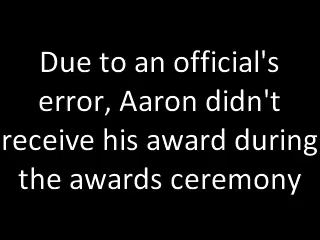 Due to an official's
error, Aaron didn't
receive his award during
the awards ceremony